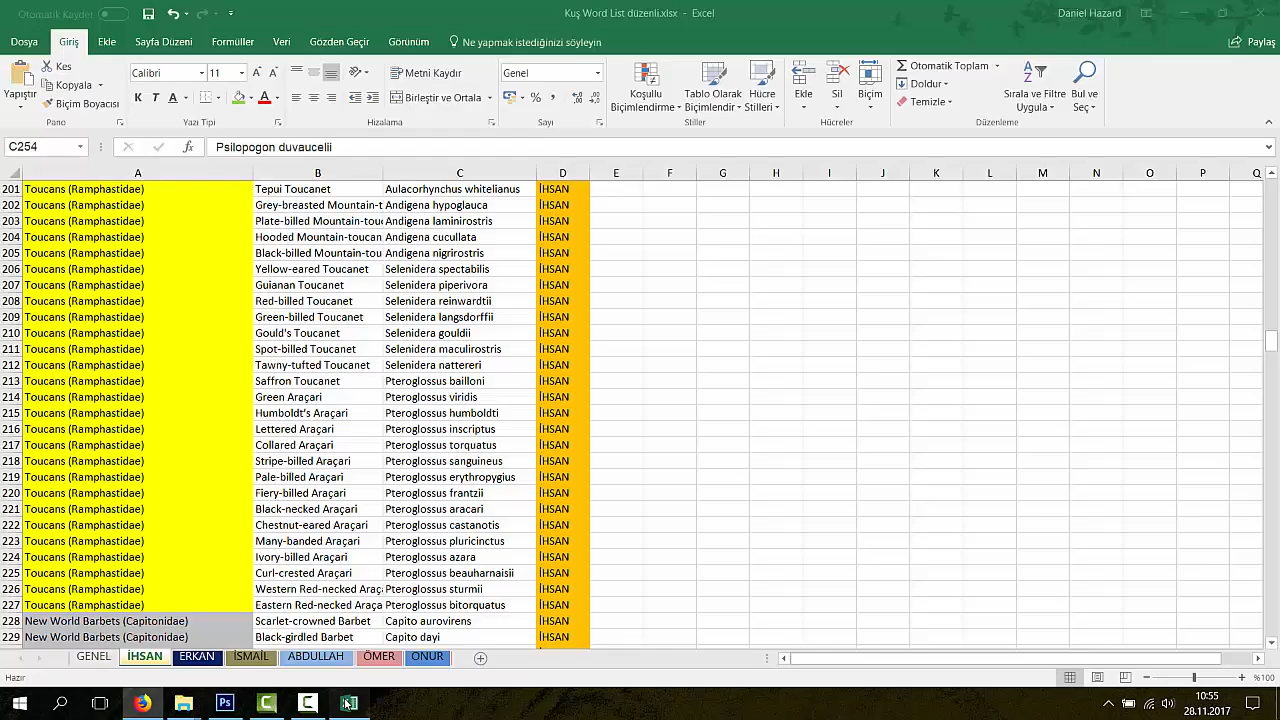 Otomatik Kaydet
Kuş Word List düzenli.xlsx - Excel
Daniel Hazard
Dosya Giriş Ekle Sayfa Düzeni Formüller Veri Gözden Geçir Görünüm Ne yapmak istediğinizi söyleyin Paylaş
Yapıştır
Kes
Kopyala
Biçim Boyacısı
Pano
Calibri 11
K T A
Yazı Tipi
Metni Kaydır
Birleştir ve Ortala
Hizalama
Genel
Sayı
Koşullu Biçimlendirme
Tablo Olarak Biçimlendir
Hücre Stilleri
Stiller
Ekle
Sil
Biçim
Hücreler
Otomatik Toplam
Doldur
Temizle
Sırala ve Filtre Uygula
Bul ve Seç
Düzenleme
C254 fx Psilopogon duvaucelii
A B C D E F G H I J K L M N O P Q
201 Toucans (Ramphastidae) Tepui Toucanet Aulacorhynchus whitelianus İHSAN
202 Toucans (Ramphastidae) Grey-breasted Mountain-t Andigena hypoglauca İHSAN
203 Toucans (Ramphastidae) Plate-billed Mountain-tou Andigena laminirostris İHSAN
204 Toucans (Ramphastidae) Hooded Mountain-toucan Andigena cucullata İHSAN
205 Toucans (Ramphastidae) Black-billed Mountain-tou Andigena nigrirostris İHSAN
206 Toucans (Ramphastidae) Yellow-eared Toucanet Selenidera spectabilis İHSAN
207 Toucans (Ramphastidae) Guianan Toucanet Selenidera piperivora İHSAN
208 Toucans (Ramphastidae) Red-billed Toucanet Selenidera reinwardtii İHSAN
209 Toucans (Ramphastidae) Green-billed Toucanet Selenidera langsdorffii İHSAN
210 Toucans (Ramphastidae) Gould's Toucanet Selenidera gouldii İHSAN
211 Toucans (Ramphastidae) Spot-billed Toucanet Selenidera maculirostris İHSAN
212 Toucans (Ramphastidae) Tawny-tufted Toucanet Selenidera nattereri İHSAN
213 Toucans (Ramphastidae) Saffron Toucanet Pteroglossus bailloni İHSAN
214 Toucans (Ramphastidae) Green Araçari Pteroglossus viridis İHSAN
215 Toucans (Ramphastidae) Humboldt's Araçari Pteroglossus humboldti İHSAN
216 Toucans (Ramphastidae) Lettered Araçari Pteroglossus inscriptus İHSAN
217 Toucans (Ramphastidae) Collared Araçari Pteroglossus torquatus İHSAN
218 Toucans (Ramphastidae) Stripe-billed Araçari Pteroglossus sanguineus İHSAN
219 Toucans (Ramphastidae) Pale-billed Araçari Pteroglossus erythropygius İHSAN
220 Toucans (Ramphastidae) Fiery-billed Araçari Pteroglossus frantzii İHSAN
221 Toucans (Ramphastidae) Black-necked Araçari Pteroglossus aracari İHSAN
222 Toucans (Ramphastidae) Chestnut-eared Araçari Pteroglossus castanotis İHSAN
223 Toucans (Ramphastidae) Many-banded Araçari Pteroglossus pluricinctus İHSAN
224 Toucans (Ramphastidae) Ivory-billed Araçari Pteroglossus azara İHSAN
225 Toucans (Ramphastidae) Curl-crested Araçari Pteroglossus beauharnaisii İHSAN
226 Toucans (Ramphastidae) Western Red-necked Araç Pteroglossus sturmii İHSAN
227 Toucans (Ramphastidae) Eastern Red-necked Araça Pteroglossus bitorquatus İHSAN
228 New World Barbets (Capitonidae) Scarlet-crowned Barbet Capito aurovirens İHSAN
229 New World Barbets (Capitonidae) Black-girdled Barbet Capito dayi İHSAN
GENEL İHSAN ERKAN İSMAİL ABDULLAH ÖMER ONUR
Hazır
%100
Ps
10:55
28.11.2017